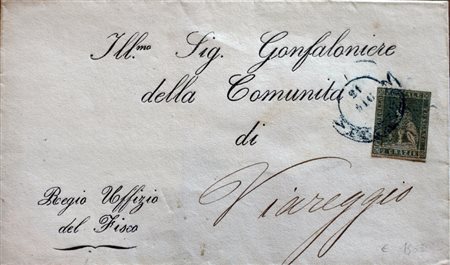 Ill.mo Sig. Gonfaloniere
della Comunità
di
Viareggio
Regio Uffizio
del Fisco